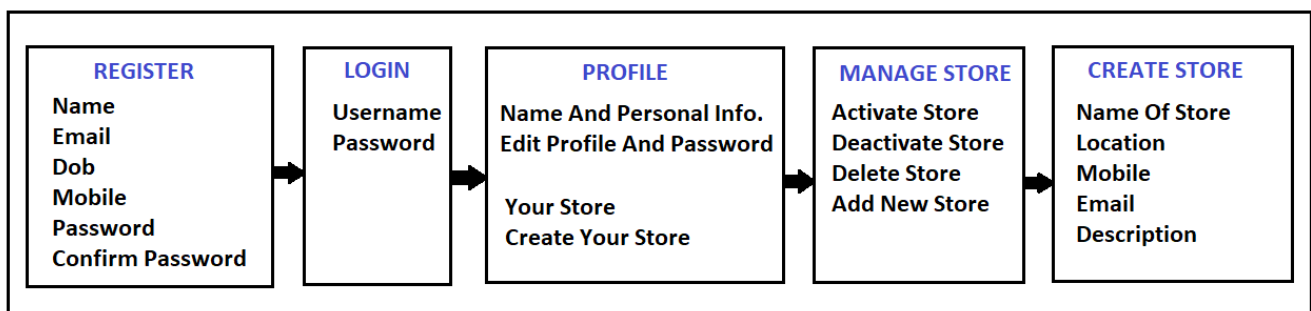 REGISTER
Name
Email
Dob
Mobile
Password
Confirm Password
LOGIN
Username
Password
PROFILE
Name And Personal Info.
Edit Profile And Password
Your Store
Create Your Store
MANAGE STORE
Activate Store
Deactivate Store
Delete Store
Add New Store
CREATE STORE
Name Of Store
Location
Mobile
Email
Description